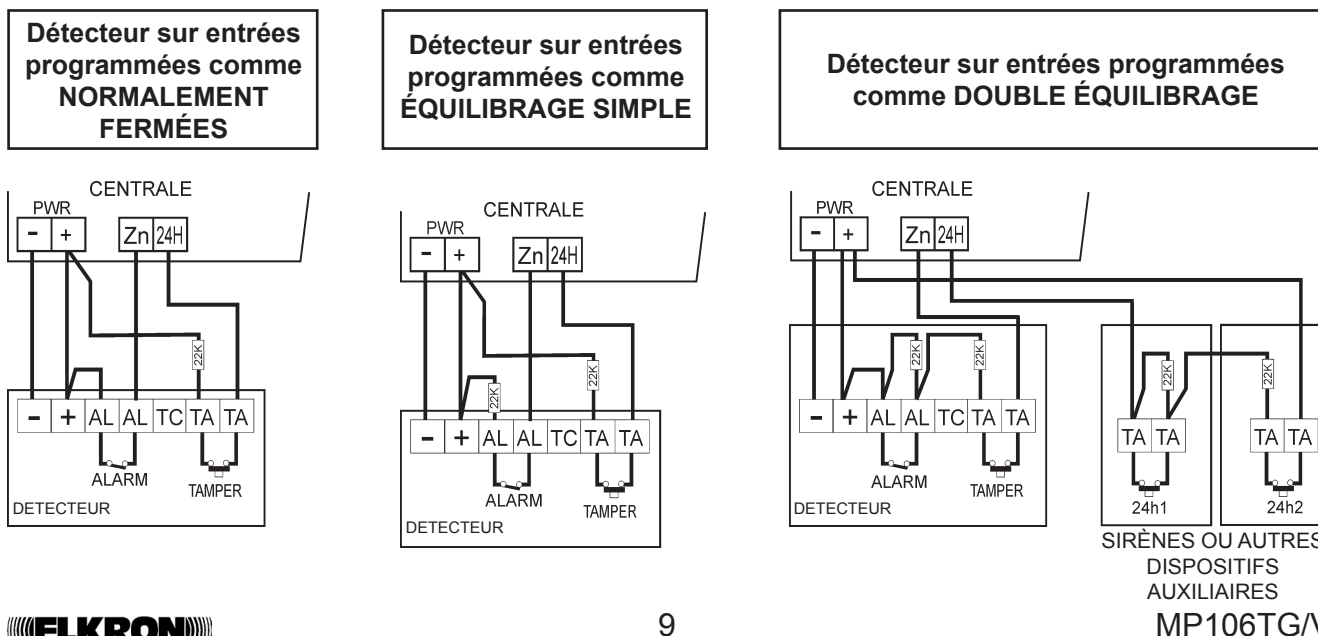 Détecteur sur entrées
programmées comme
NORMALEMENT
FERMÉES
Détecteur sur entrées
programmées comme
ÉQUILIBRAGE SIMPLE
Détecteur sur entrées programmées
comme DOUBLE ÉQUILIBRAGE
CENTRALE
PWR
- + Zn 24H
22K
- + AL AL TC TA TA
ALARM TAMPER
DETECTEUR
CENTRALE
PWR
- + Zn 24H
22K
22K
- + AL AL TC TA TA
ALARM TAMPER
DETECTEUR
CENTRALE
PWR
- + Zn 24H
22K 22K 22K 22K
- + AL AL TC TA TA
ALARM TAMPER
DETECTEUR
TA TA
24h1
TA TA
24h2
SIRÈNES OU AUTRES
DISPOSITIFS
AUXILIAIRES
ELKRON 9 MP106TG/V